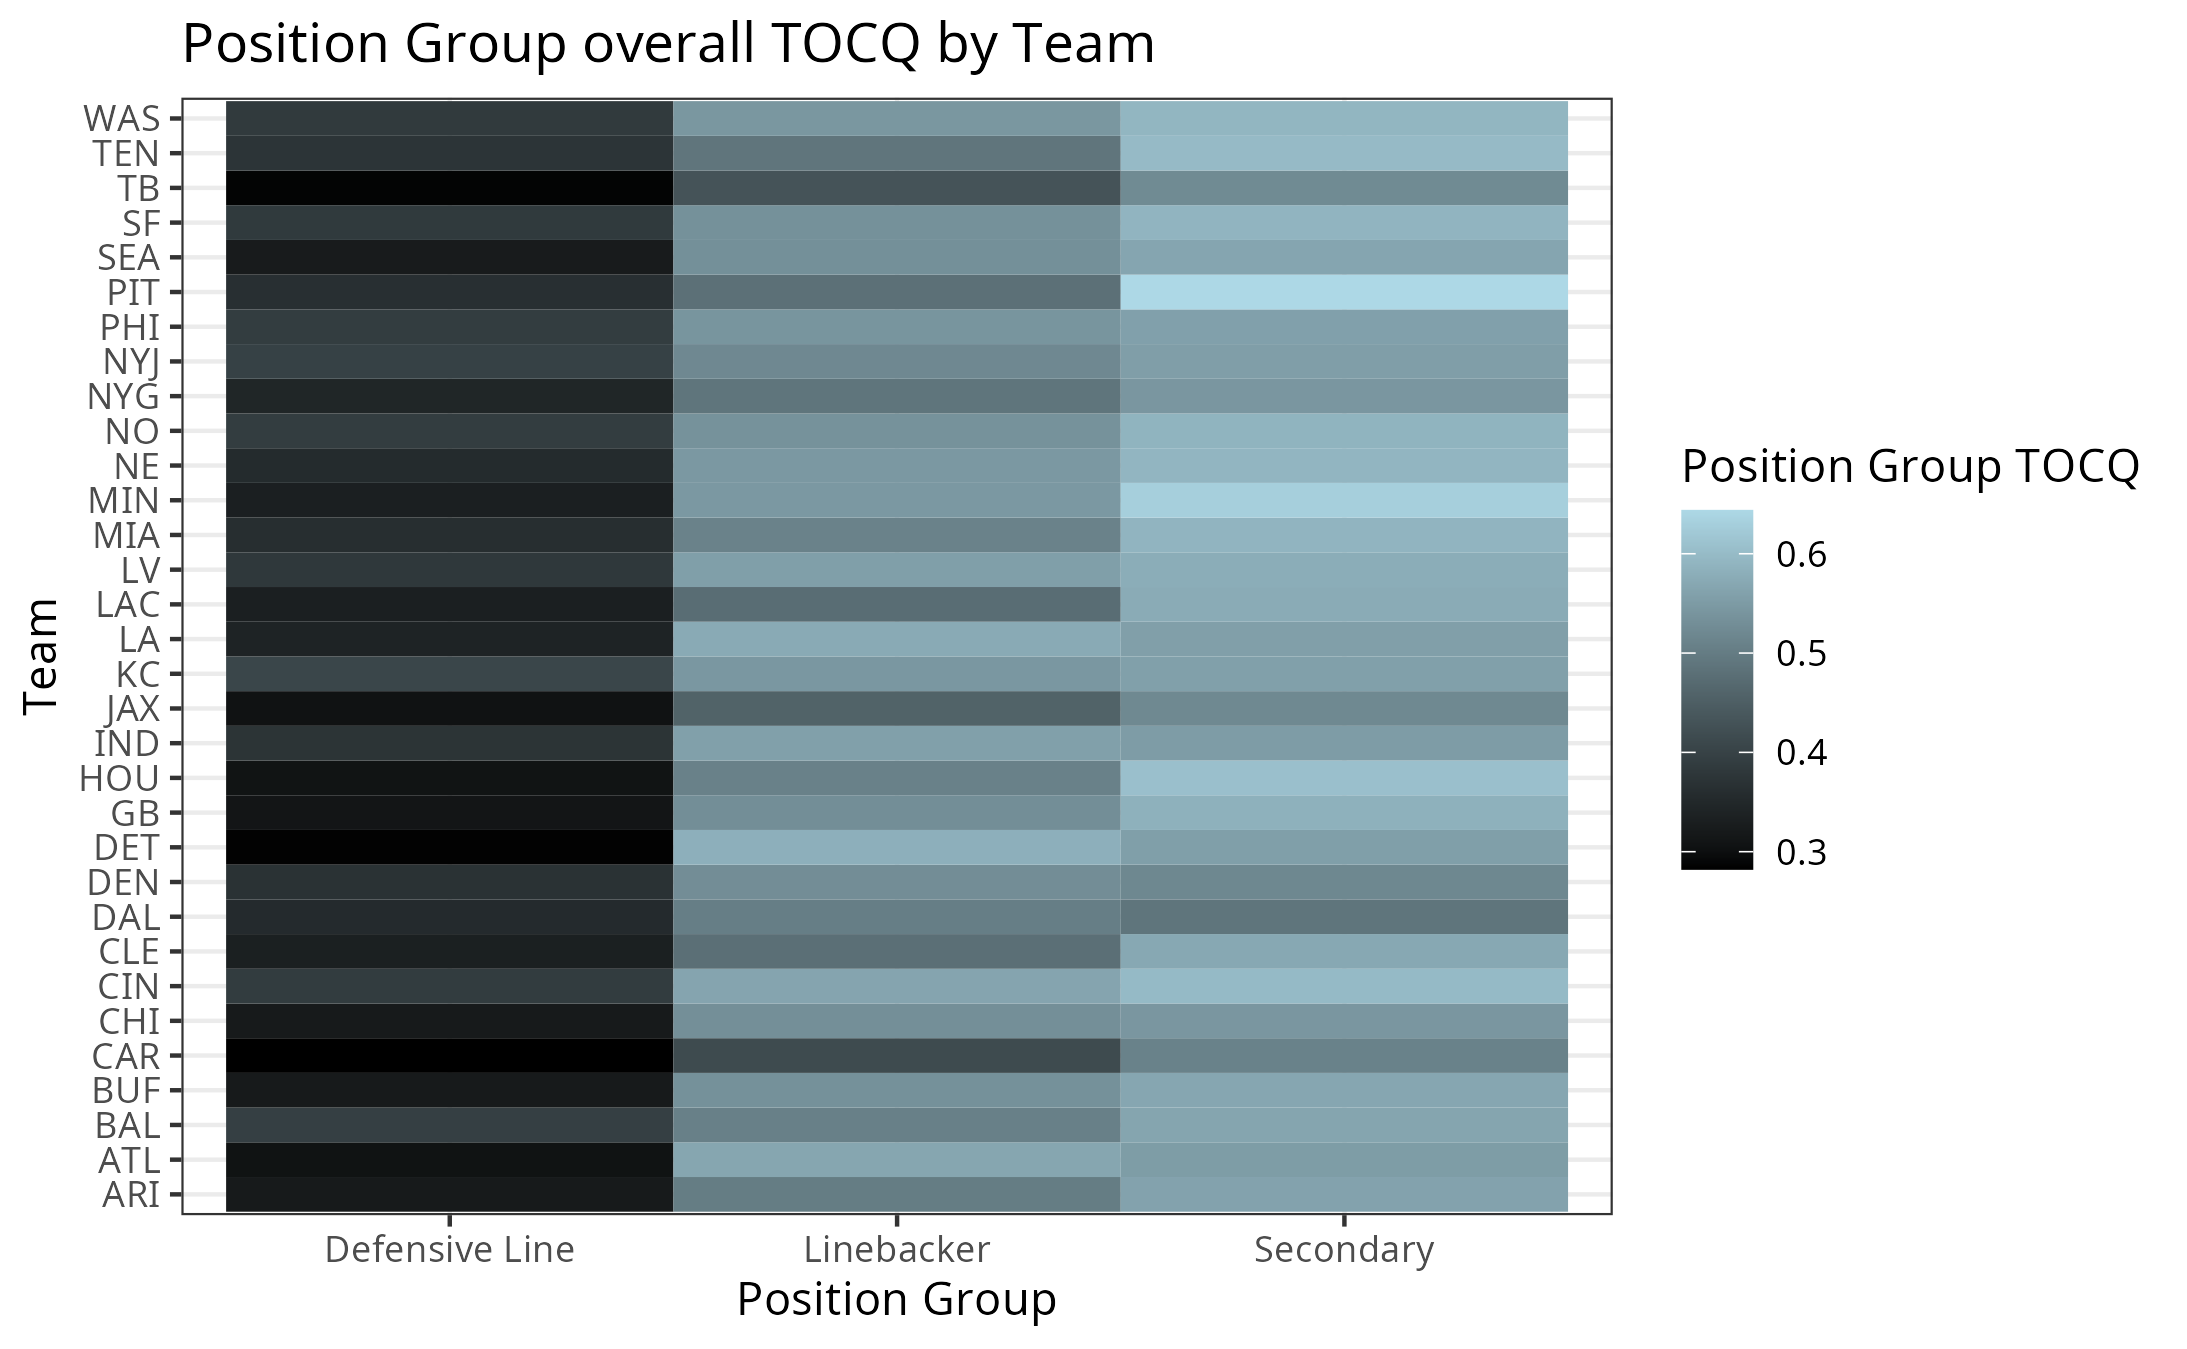 Position Group overall TOCQ by Team
WAS
TEN
TB
SF
SEA
PIT
PHI
NYJ
NYG
NO
NE
MIN
MIA
LV
LAC
LA
KC
JAX
IND
HOU
GB
DET
DEN
DAL
CLE
CIN
CHI
CAR
BUF
BAL
ATL
ARI
Team
Defensive Line Linebacker Secondary
Position Group
Position Group TOCQ
0.6
0.5
0.4
0.3